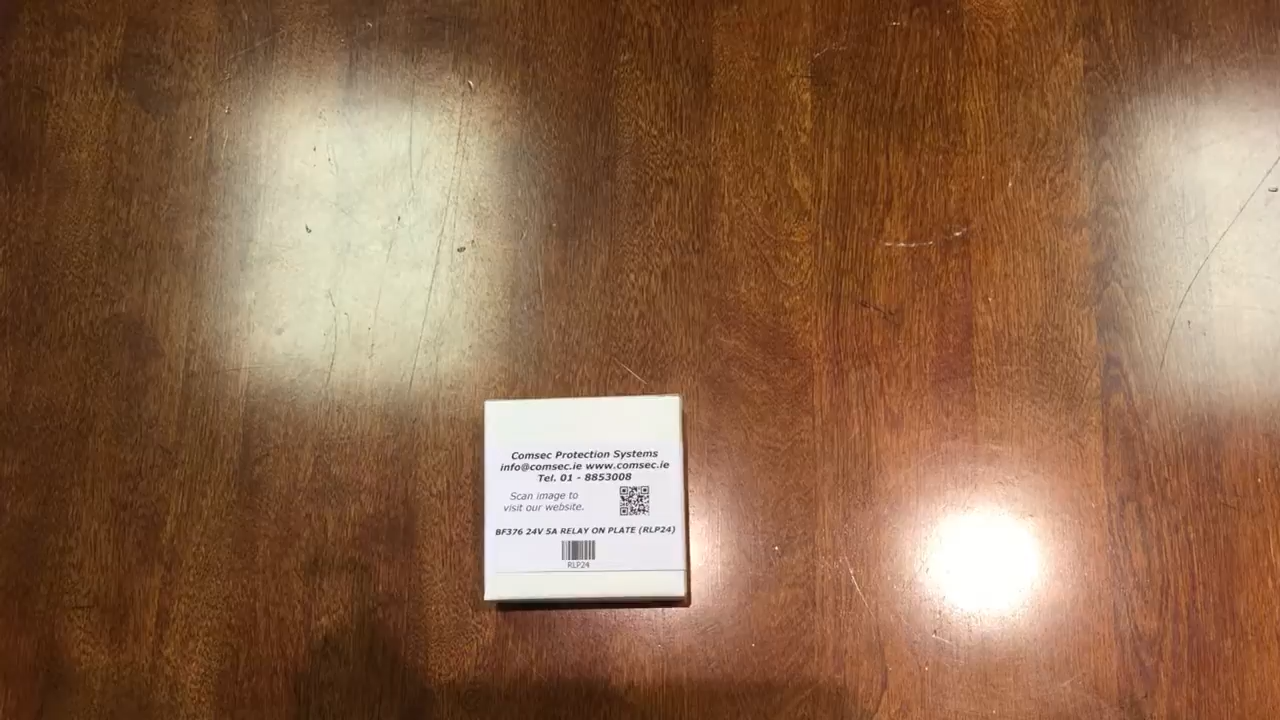 Comsec Protection Systems
info@comsec.ie www.comsec.ie
Tel. 01 - 8853008
Scan image to
visit our website.
BF376 24V 5A RELAY ON PLATE (RLP24)
RLP24